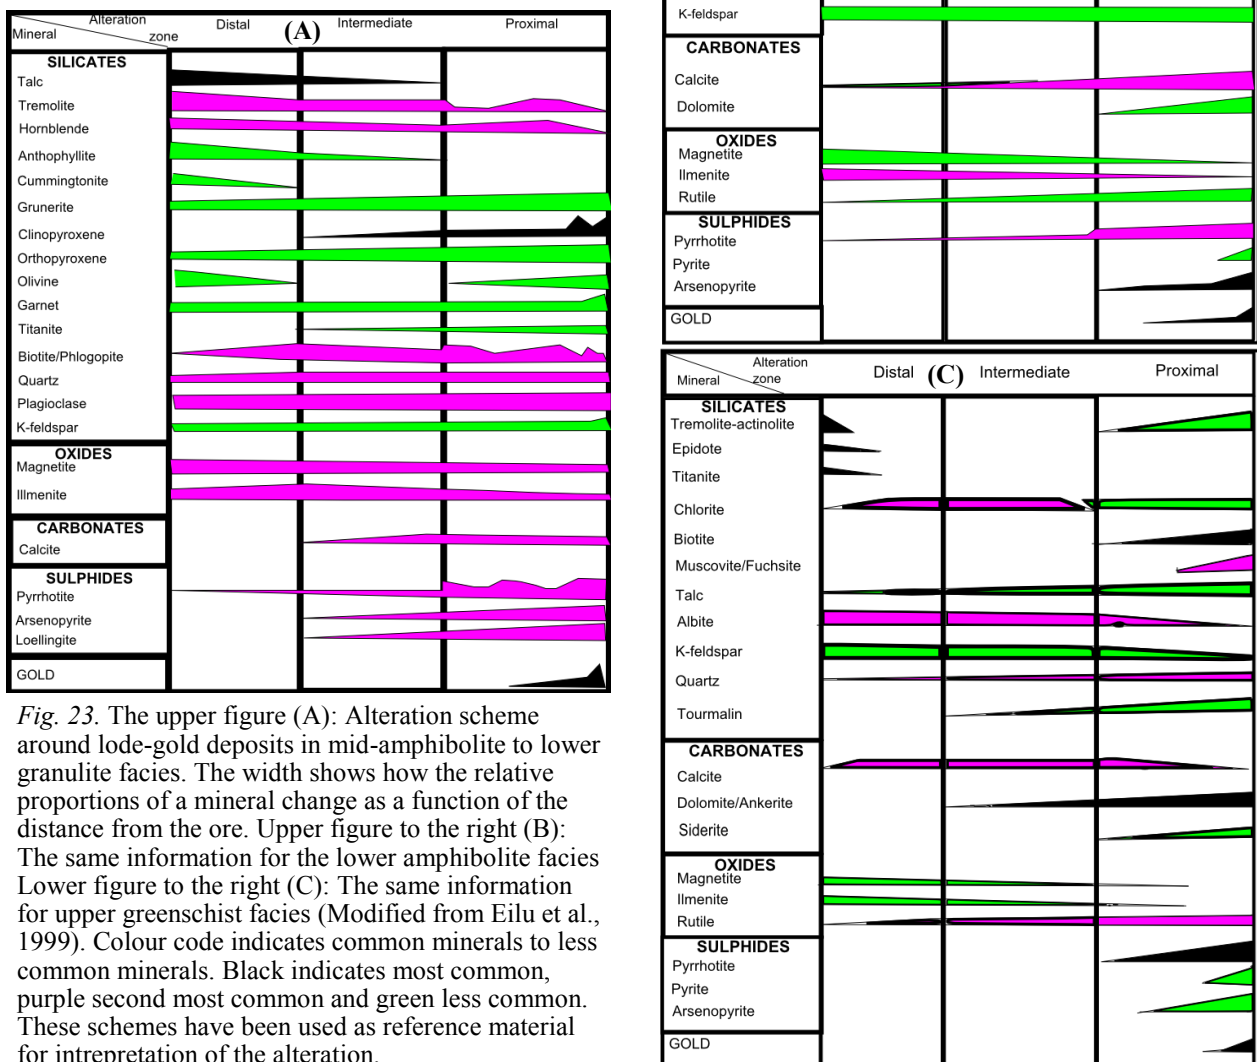 Alteration
Mineral zone
Distal (A) Intermediate Proximal
SILICATES
Talc
Tremolite
Hornblende
Anthophyllite
Cummingtonite
Grunerite
Clinopyroxene
Orthopyroxene
Olivine
Garnet
Titanite
Biotite/Phlogopite
Quartz
Plagioclase
K-feldspar
OXIDES
Magnetite
Illmenite
CARBONATES
Calcite
SULPHIDES
Pyrrhotite
Arsenopyrite
Loellingite
GOLD
Fig. 23. The upper figure (A): Alteration scheme
around lode-gold deposits in mid-amphibolite to lower
granulite facies. The width shows how the relative
proportions of a mineral change as a function of the
distance from the ore. Upper figure to the right (B):
The same information for the lower amphibolite facies
Lower figure to the right (C): The same information
for upper greenschist facies (Modified from Eilu et al.,
1999). Colour code indicates common minerals to less
common minerals. Black indicates most common,
purple second most common and green less common.
These schemes have been used as reference material
for intrepretation of the alteration.
K-feldspar
CARBONATES
Calcite
Dolomite
OXIDES
Magnetite
Ilmenite
Rutile
SULPHIDES
Pyrrhotite
Pyrite
Arsenopyrite
GOLD
Alteration
Mineral zone
Distal (C) Intermediate Proximal
SILICATES
Tremolite-actinolite
Epidote
Titanite
Chlorite
Biotite
Muscovite/Fuchsite
Talc
Albite
K-feldspar
Quartz
Tourmalin
CARBONATES
Calcite
Dolomite/Ankerite
Siderite
OXIDES
Magnetite
Ilmenite
Rutile
SULPHIDES
Pyrrhotite
Pyrite
Arsenopyrite
GOLD